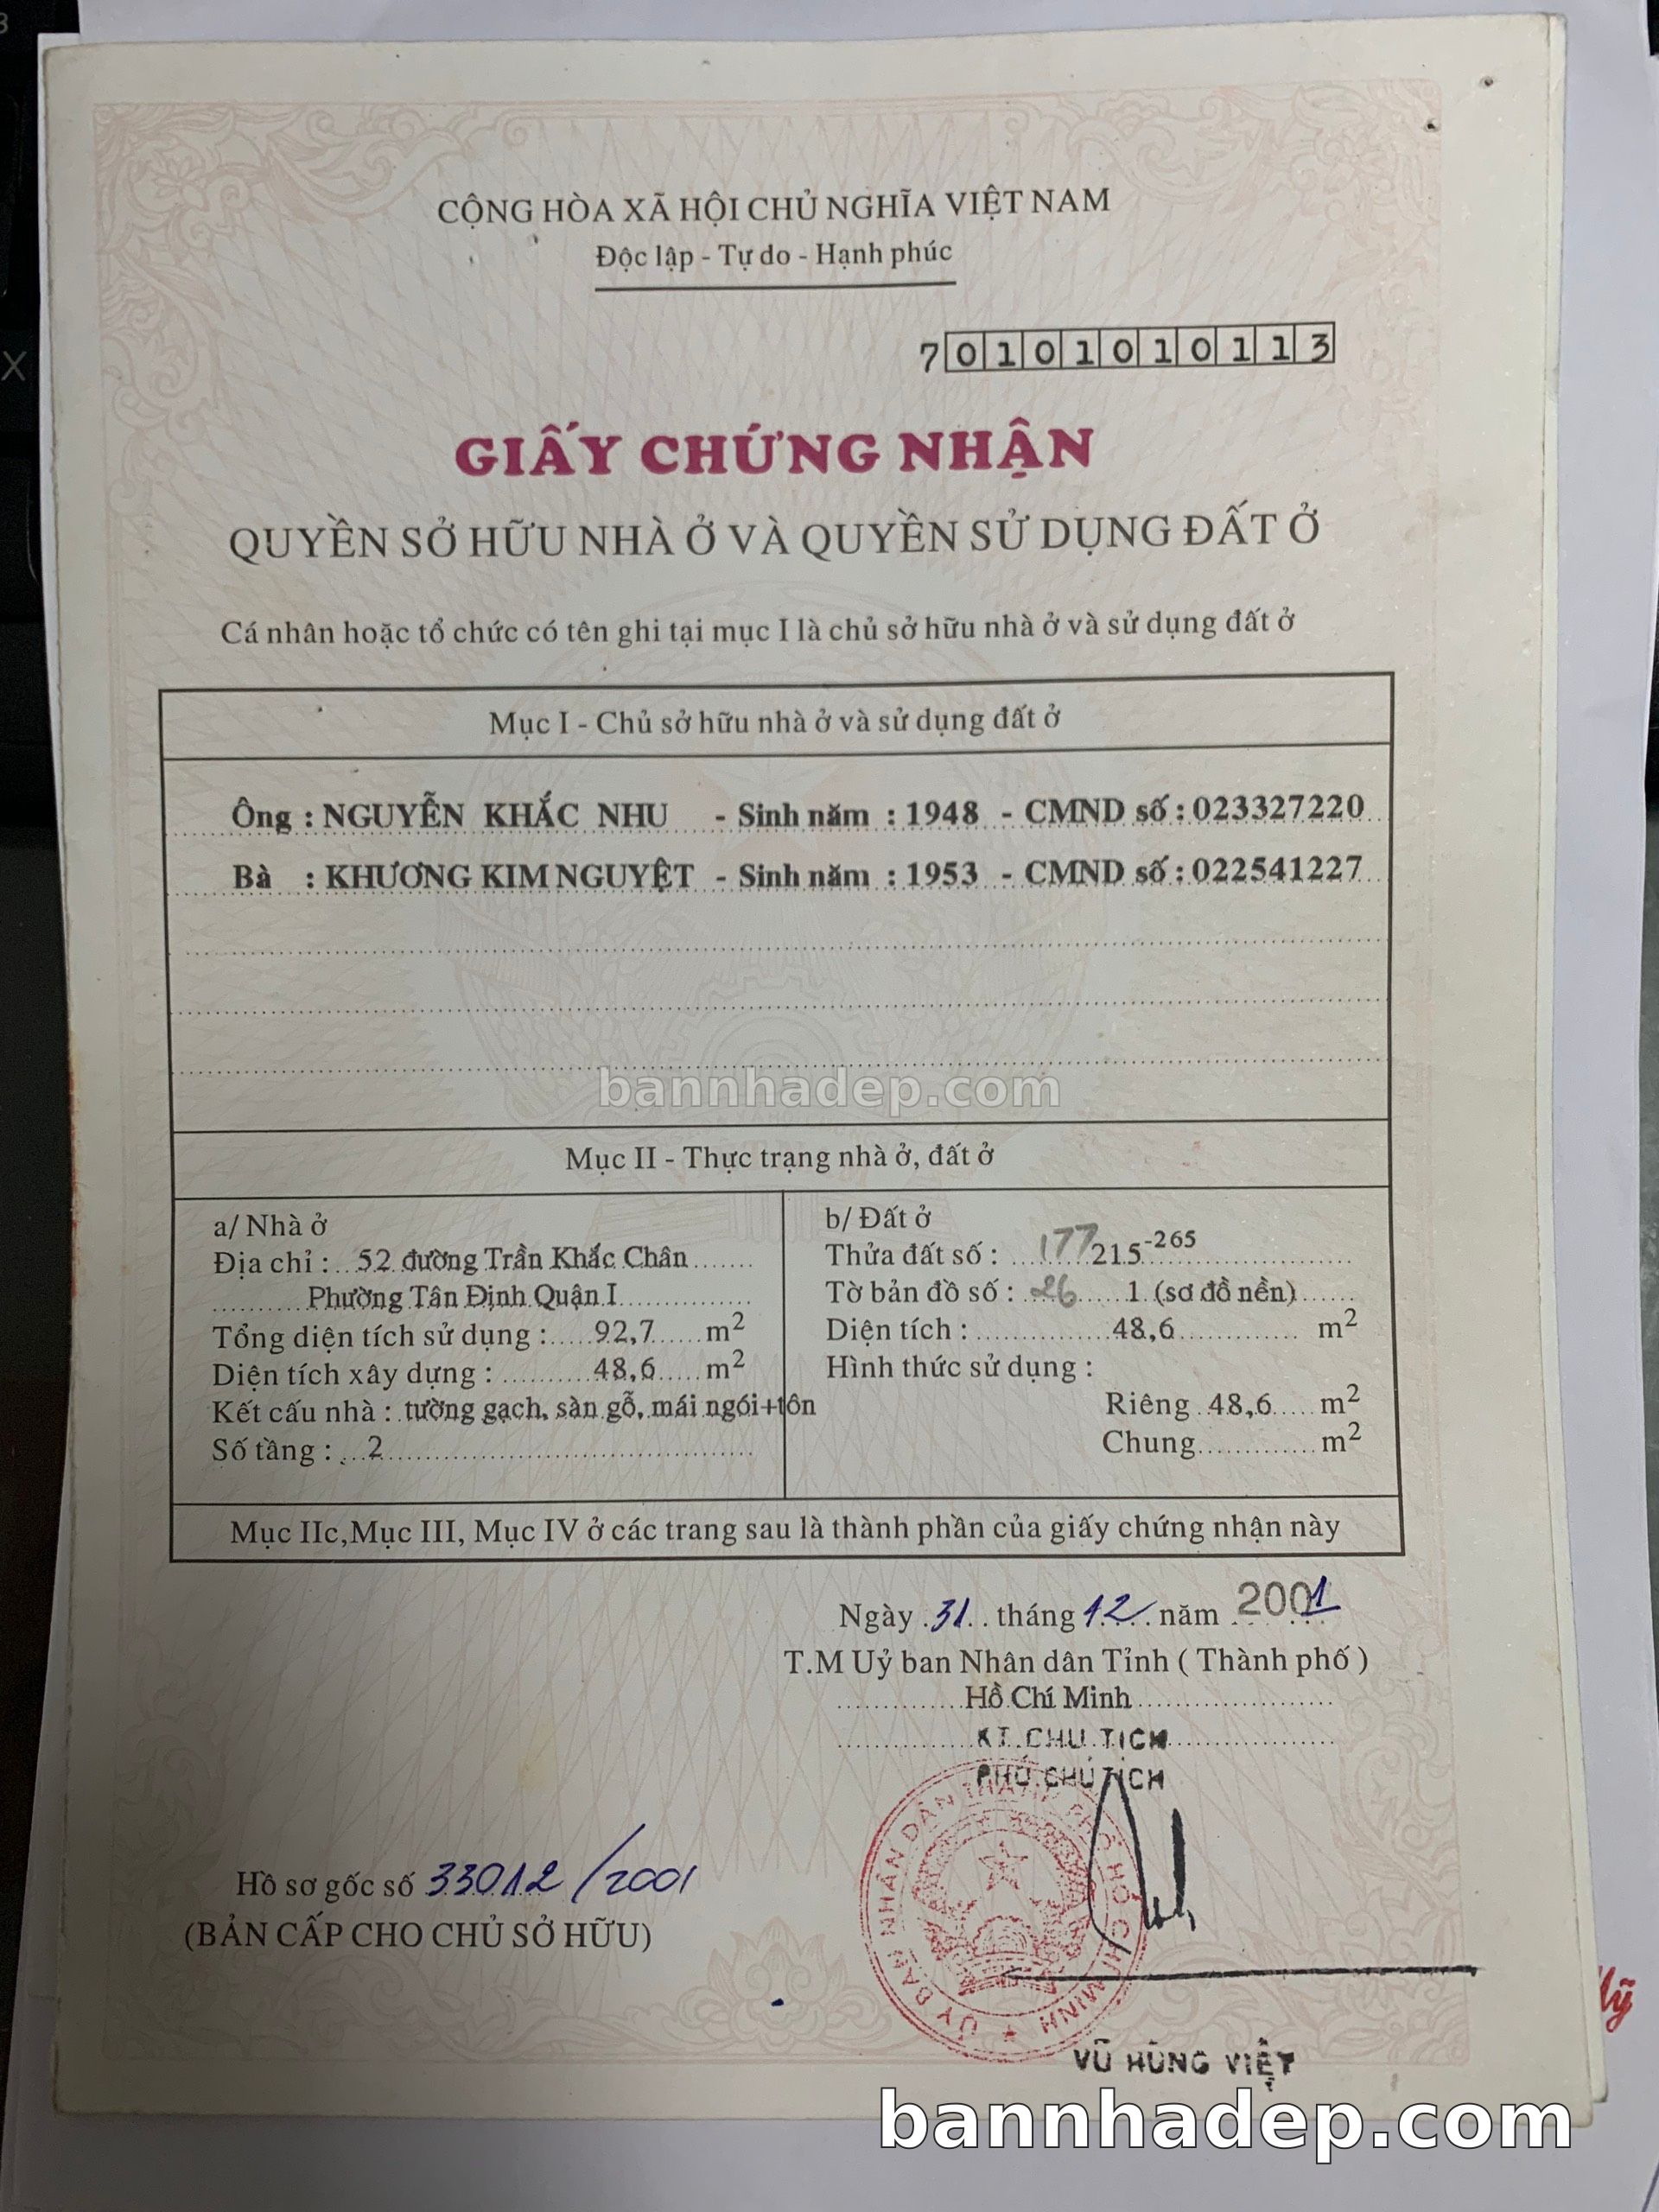 CỘNG HÒA XÃ HỘI CHỦ NGHĨA VIỆT NAM
Độc lập - Tự do - Hạnh phúc
70101010113
GIẤY CHỨNG NHẬN
QUYỀN SỞ HỮU NHÀ Ở VÀ QUYỀN SỬ DỤNG ĐẤT Ở
Cá nhân hoặc tổ chức có tên ghi tại mục I là chủ sở hữu nhà ở và sử dụng đất ở
Mục I - Chủ sở hữu nhà ở và sử dụng đất ở
Ông : NGUYỄN KHẮC NHU - Sinh năm : 1948 - CMND số : 023327220
Bà : KHƯƠNG KIM NGUYỆT - Sinh năm : 1953 - CMND số : 022541227
bannhadep.com
Mục II - Thực trạng nhà ở, đất ở
a/ Nhà ở
Địa chỉ : 52 đường Trần Khắc Chân
Phường Tân Định Quận I
Tổng diện tích sử dụng : 92,7 m2
Diện tích xây dựng : 48,6 m2
Kết cấu nhà : tường gạch, sàn gỗ, mái ngói+tôn
Số tầng : 2
b/ Đất ở
Thửa đất số : 177 215-265
Tờ bản đồ số : 26 1 (sơ đồ nền)
Diện tích : 48,6 m2
Hình thức sử dụng :
Riêng 48,6 m2
Chung m2
Mục IIc,Mục III, Mục IV ở các trang sau là thành phần của giấy chứng nhận này
Ngày 31 tháng 12 năm 2001
T.M Uỷ ban Nhân dân Tỉnh ( Thành phố )
Hồ Chí Minh
KT.CHỦ TỊCH
PHÓ CHỦ TỊCH
ỦY BAN NHÂN DÂN THÀNH PHỐ HỒ CHÍ MINH
Hồ sơ gốc số 33012/2001
(BẢN CẤP CHO CHỦ SỞ HỮU)
VŨ HÙNG VIỆT
bannhadep.com